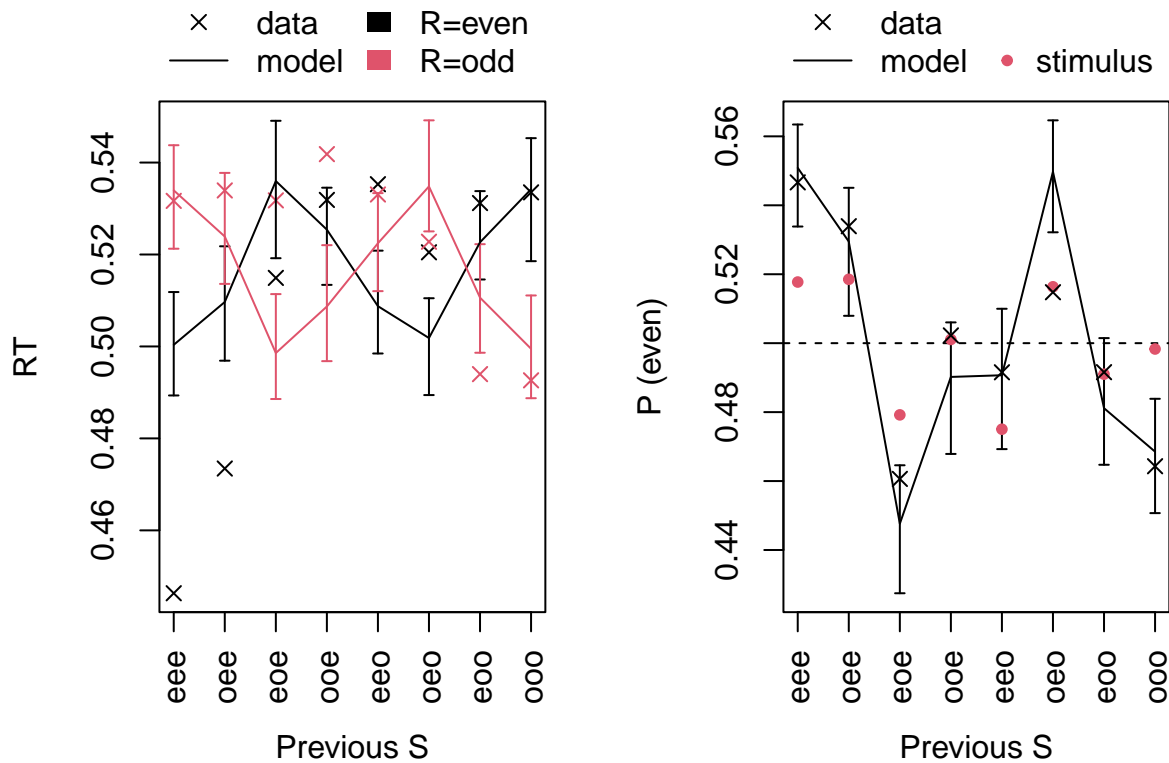 data R=even
model R=odd
RT
0.54
0.52
0.50
0.48
0.46
eee oee eoe ooe eeo oeo eoo ooo
Previous S
data
model stimulus
P (even)
0.56
0.52
0.48
0.44
eee oee eoe ooe eeo oeo eoo ooo
Previous S